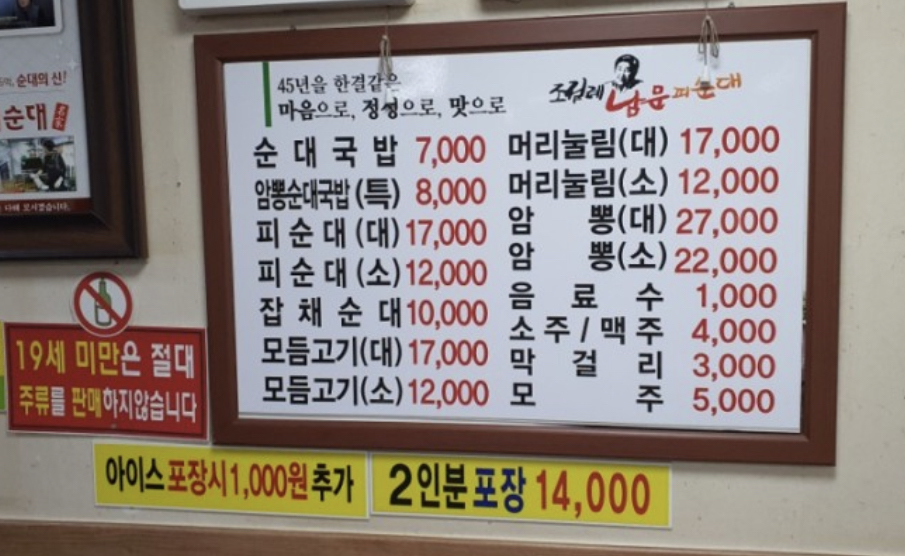 순대의 신!
순대
45년을 한결같은
마음으로, 정성으로, 맛으로
조점례 남문피순대
순대국밥 7,000
암뽕순대국밥(특) 8,000
피순대(대) 17,000
피순대(소) 12,000
잡채순대 10,000
모듬고기(대) 17,000
모듬고기(소) 12,000
머리눌림(대) 17,000
머리눌림(소) 12,000
암뽕(대) 27,000
암뽕(소) 22,000
음료수 1,000
소주/맥주 4,000
막걸리 3,000
모주 5,000
19세 미만은 절대
주류를 판매하지않습니다
아이스포장시1,000원추가
2인분포장 14,000